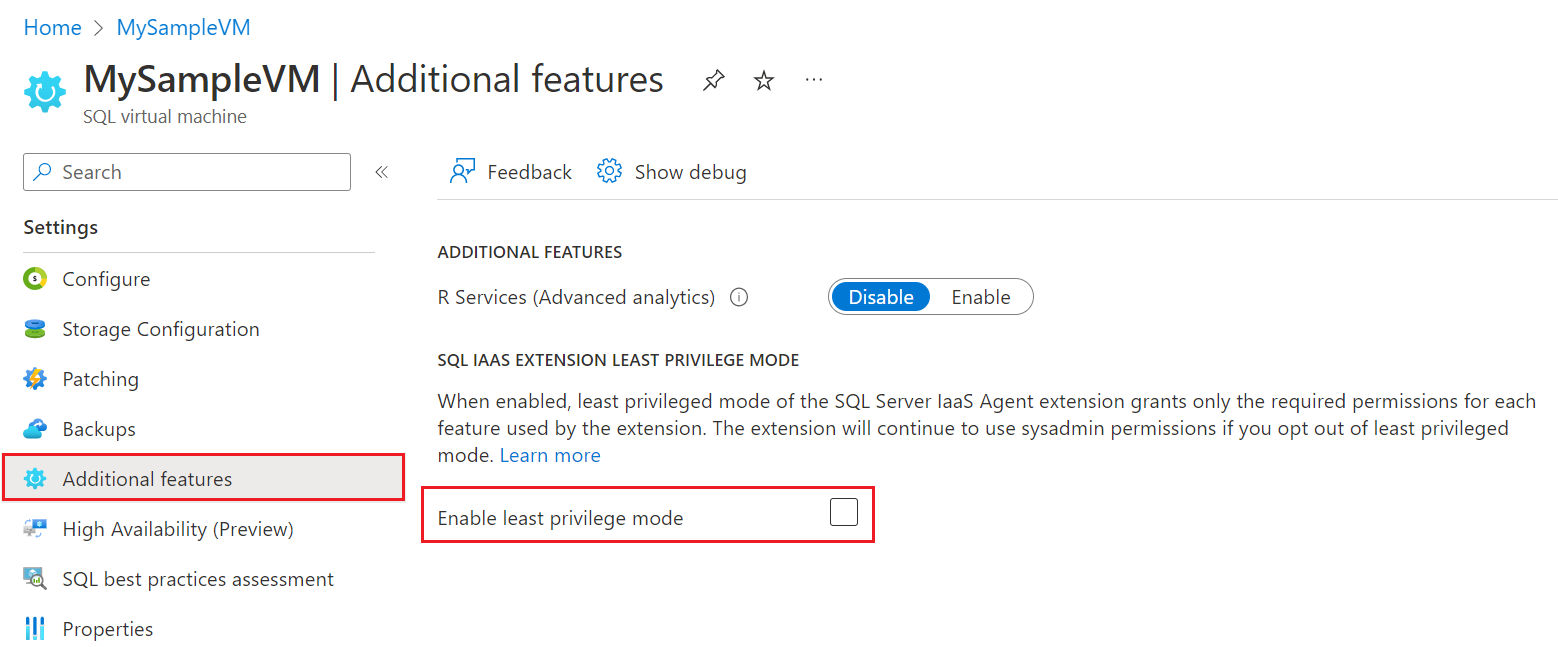 Home > MySampleVM
MySampleVM | Additional features
SQL virtual machine
Search
Feedback
Show debug
Settings
Configure
Storage Configuration
Patching
Backups
Additional features
High Availability (Preview)
SQL best practices assessment
Properties
ADDITIONAL FEATURES
R Services (Advanced analytics)
Disable
Enable
SQL IAAS EXTENSION LEAST PRIVILEGE MODE
When enabled, least privileged mode of the SQL Server IaaS Agent extension grants only the required permissions for each
feature used by the extension. The extension will continue to use sysadmin permissions if you opt out of least privileged
mode. Learn more
Enable least privilege mode